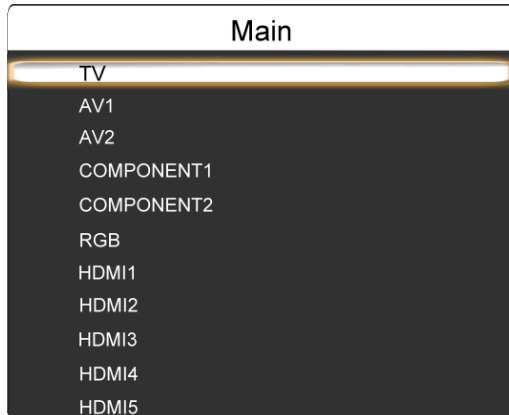 Main
TV
AV1
AV2
COMPONENT1
COMPONENT2
RGB
HDMI1
HDMI2
HDMI3
HDMI4
HDMI5